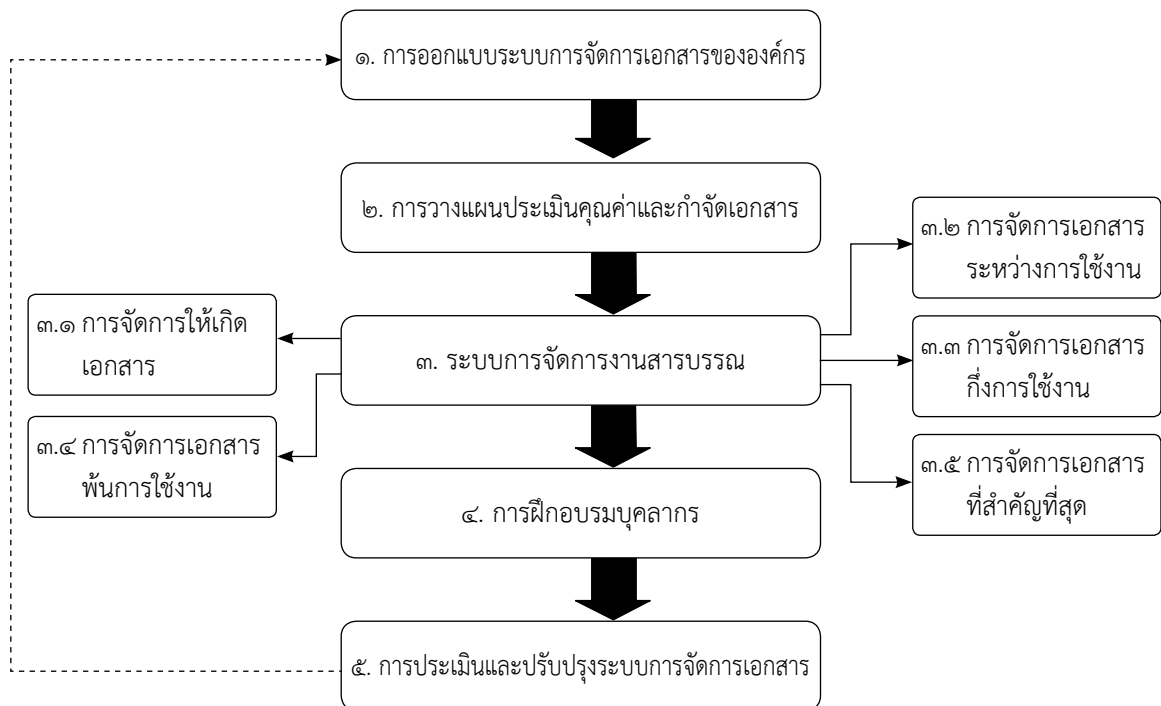 ๑. การออกแบบระบบการจัดการเอกสารขององค์กร
๒. การวางแผนประเมินคุณค่าและกำจัดเอกสาร
๓. ระบบการจัดการงานสารบรรณ
๓.๑ การจัดการให้เกิด
เอกสาร
๓.๒ การจัดการเอกสาร
ระหว่างการใช้งาน
๓.๓ การจัดการเอกสาร
กึ่งการใช้งาน
๓.๔ การจัดการเอกสาร
พ้นการใช้งาน
๓.๕ การจัดการเอกสาร
ที่สำคัญที่สุด
๔. การฝึกอบรมบุคลากร
๕. การประเมินและปรับปรุงระบบการจัดการเอกสาร